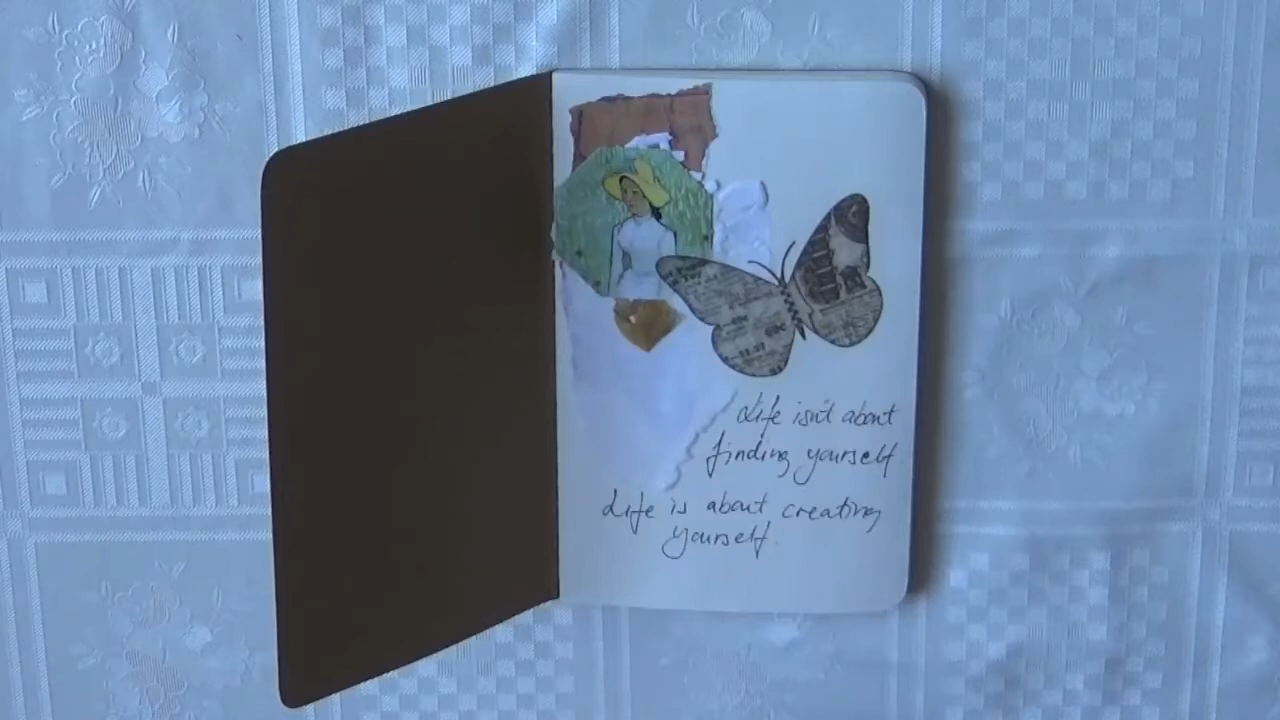 Life isn't about
finding yourself
Life is about creating
yourself.